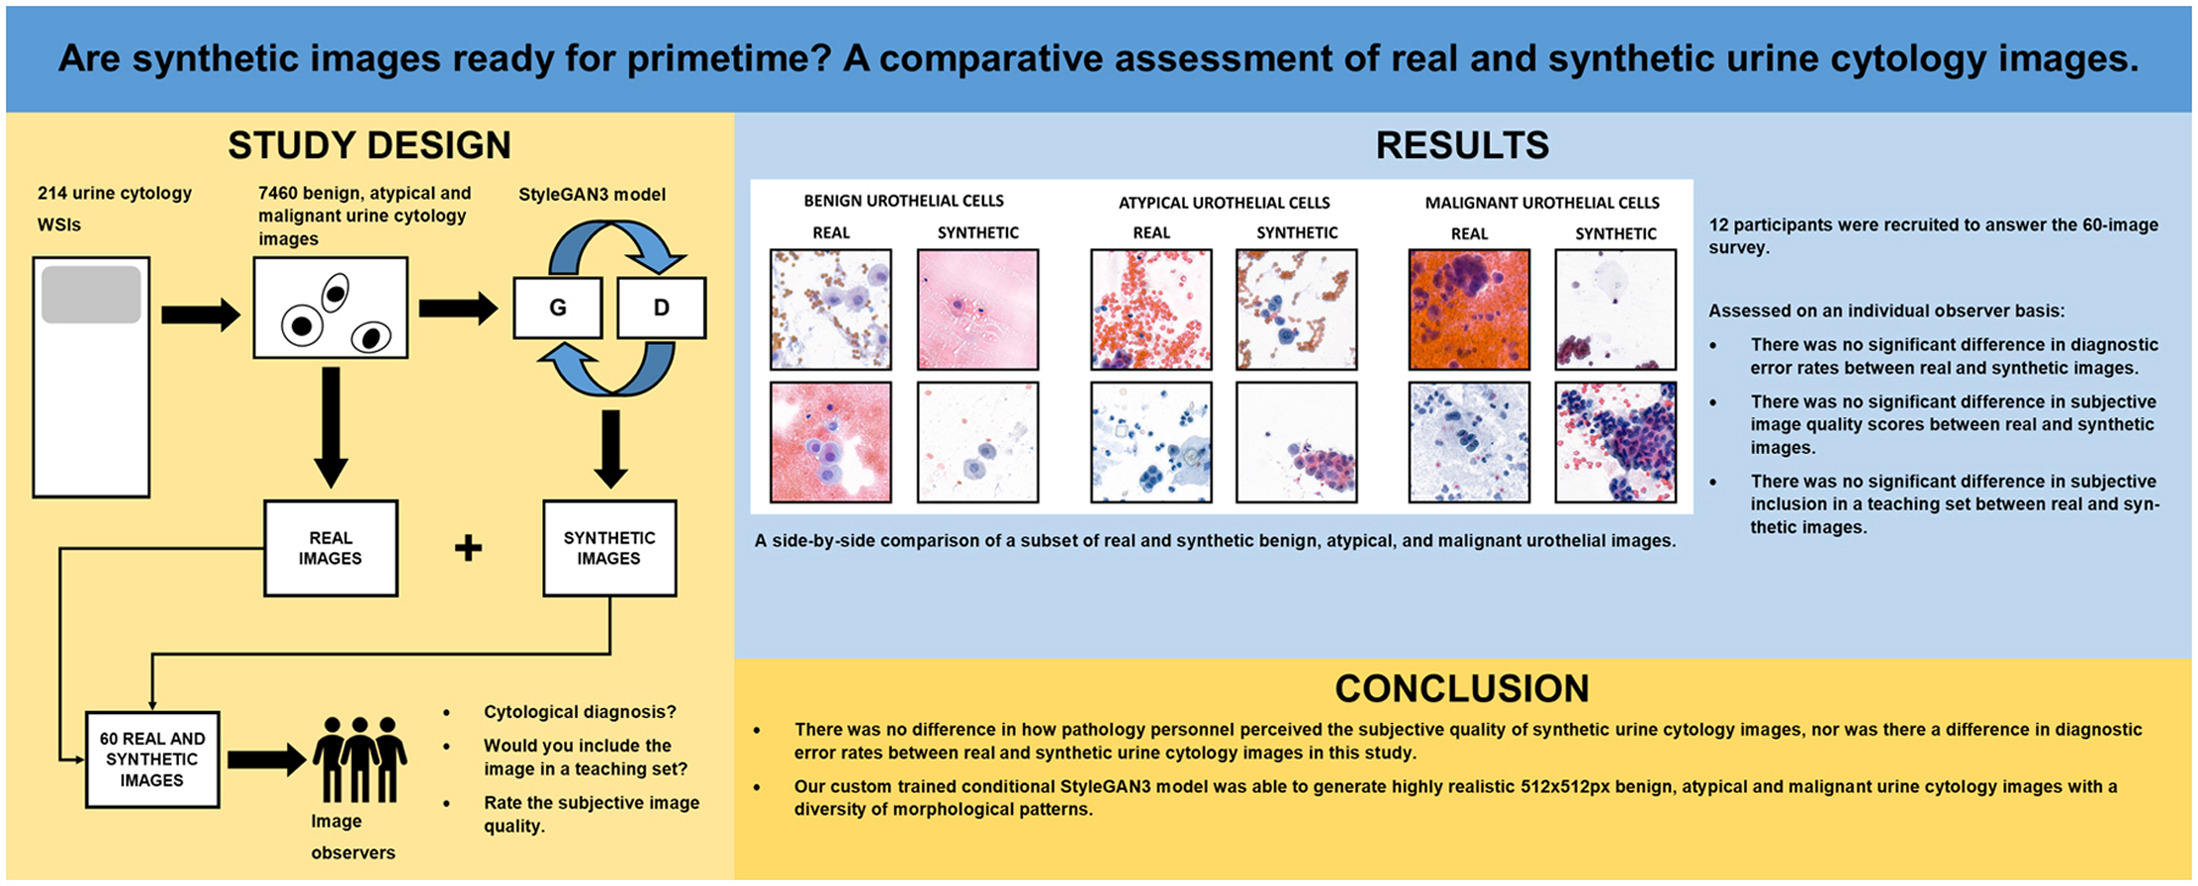 Are synthetic images ready for primetime? A comparative assessment of real and synthetic urine cytology images.
STUDY DESIGN
214 urine cytology
WSIs
7460 benign, atypical and
malignant urine cytology
images
StyleGAN3 model
G
D
REAL
IMAGES
+
SYNTHETIC
IMAGES
60 REAL AND
SYNTHETIC
IMAGES
Image
observers
• Cytological diagnosis?
• Would you include the
image in a teaching set?
• Rate the subjective image
quality.
RESULTS
BENIGN UROTHELIAL CELLS
REAL
SYNTHETIC
ATYPICAL UROTHELIAL CELLS
REAL
SYNTHETIC
MALIGNANT UROTHELIAL CELLS
REAL
SYNTHETIC
A side-by-side comparison of a subset of real and synthetic benign, atypical, and malignant urothelial images.
12 participants were recruited to answer the 60-image
survey.
Assessed on an individual observer basis:
• There was no significant difference in diagnostic
error rates between real and synthetic images.
• There was no significant difference in subjective
image quality scores between real and synthetic
images.
• There was no significant difference in subjective
inclusion in a teaching set between real and syn-
thetic images.
CONCLUSION
• There was no difference in how pathology personnel perceived the subjective quality of synthetic urine cytology images, nor was there a difference in diagnostic
error rates between real and synthetic urine cytology images in this study.
• Our custom trained conditional StyleGAN3 model was able to generate highly realistic 512x512px benign, atypical and malignant urine cytology images with a
diversity of morphological patterns.